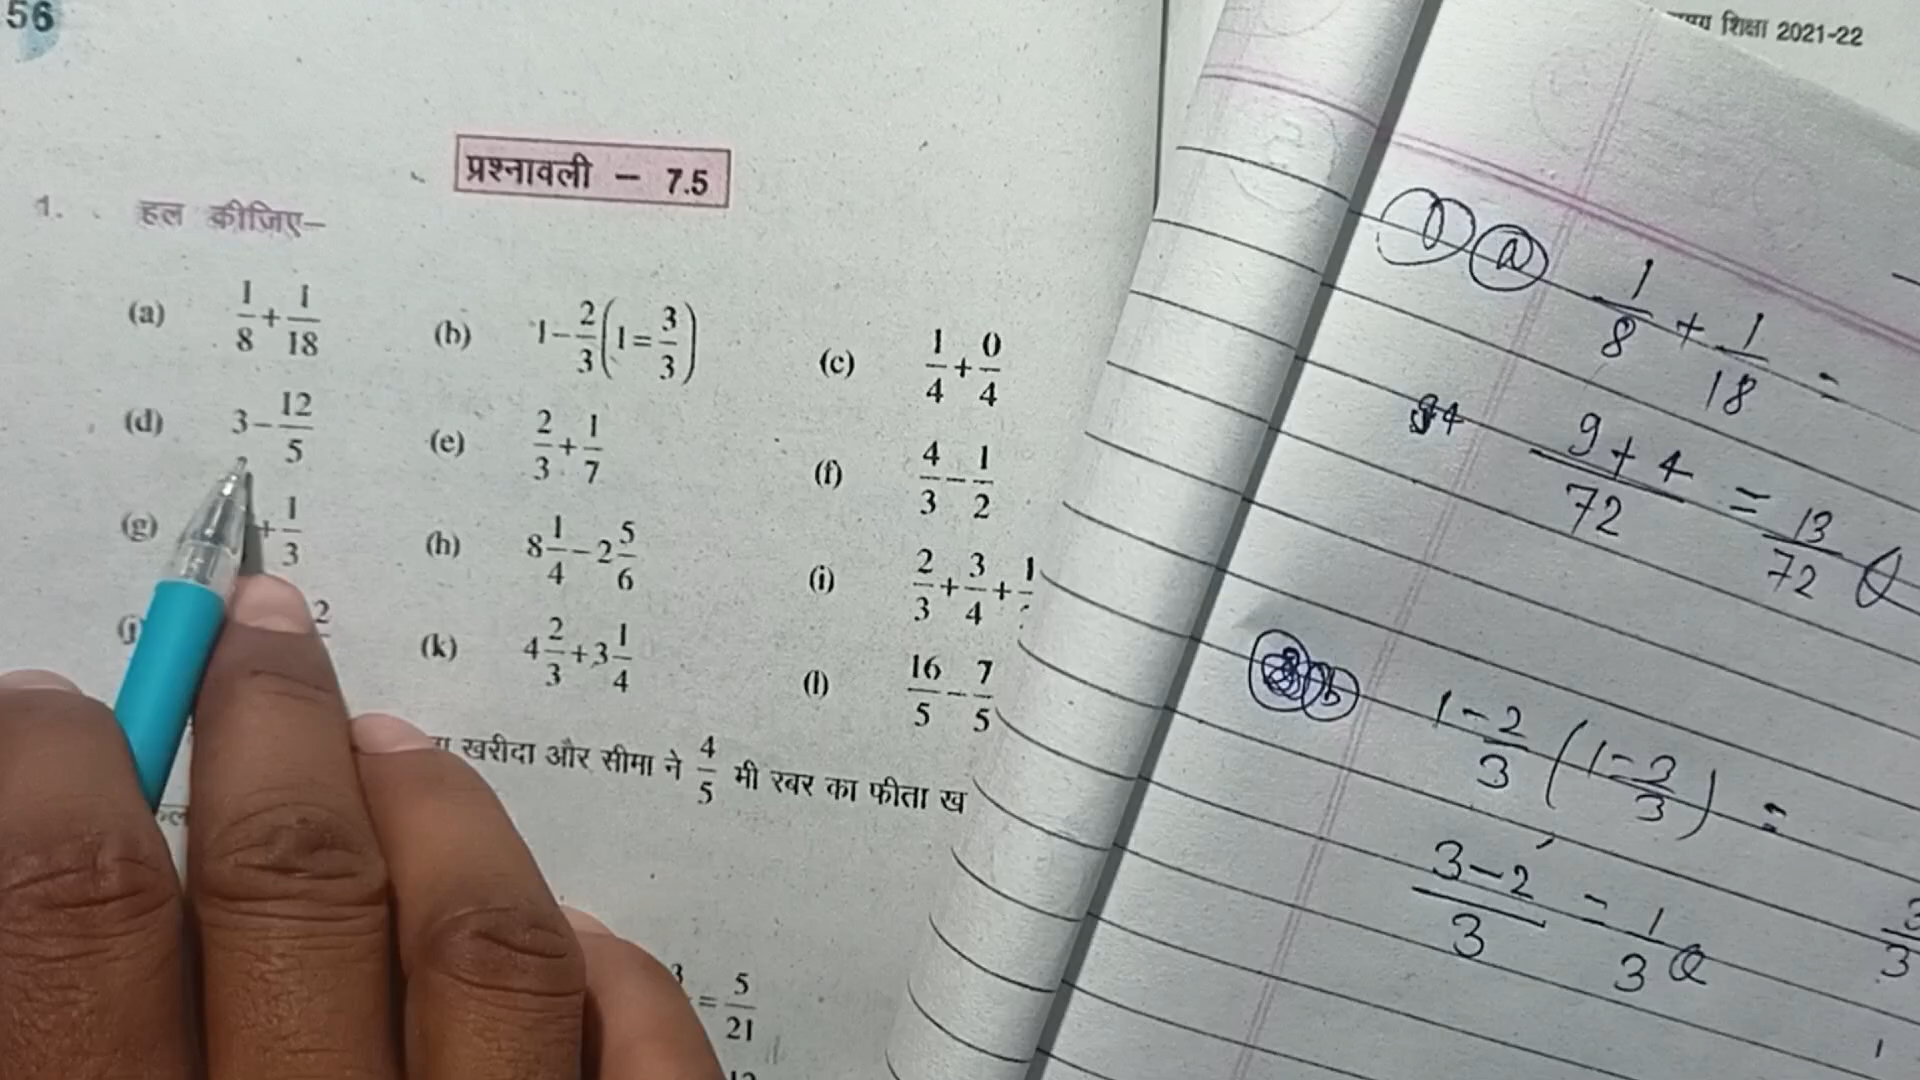 56
शिक्षा 2021-22
प्रश्नावली - 7.5
1. हल कीजिए-
(a) 1/8 + 1/18 (b) 1 - 2/3 (1 = 3/3) (c) 1/4 + 0/4
(d) 3 - 12/5 (e) 2/3 + 1/7 (f) 4/3 - 1/2
(g) + 1/3 (h) 8 1/4 - 2 5/6 (i) 2/3 + 3/4 + 1
(j) 2 (k) 4 2/3 + 3 1/4 (l) 16/5 - 7/5
खरीदा और सीमा ने 4/5 मी रबर का फीता ख
3 = 5/21
1 a 1/8 + 1/18 =
9 + 4 / 72 = 13/72
b 1 - 2/3 (1 = 3/3) =
3 - 2 / 3 = 1/3
3/3